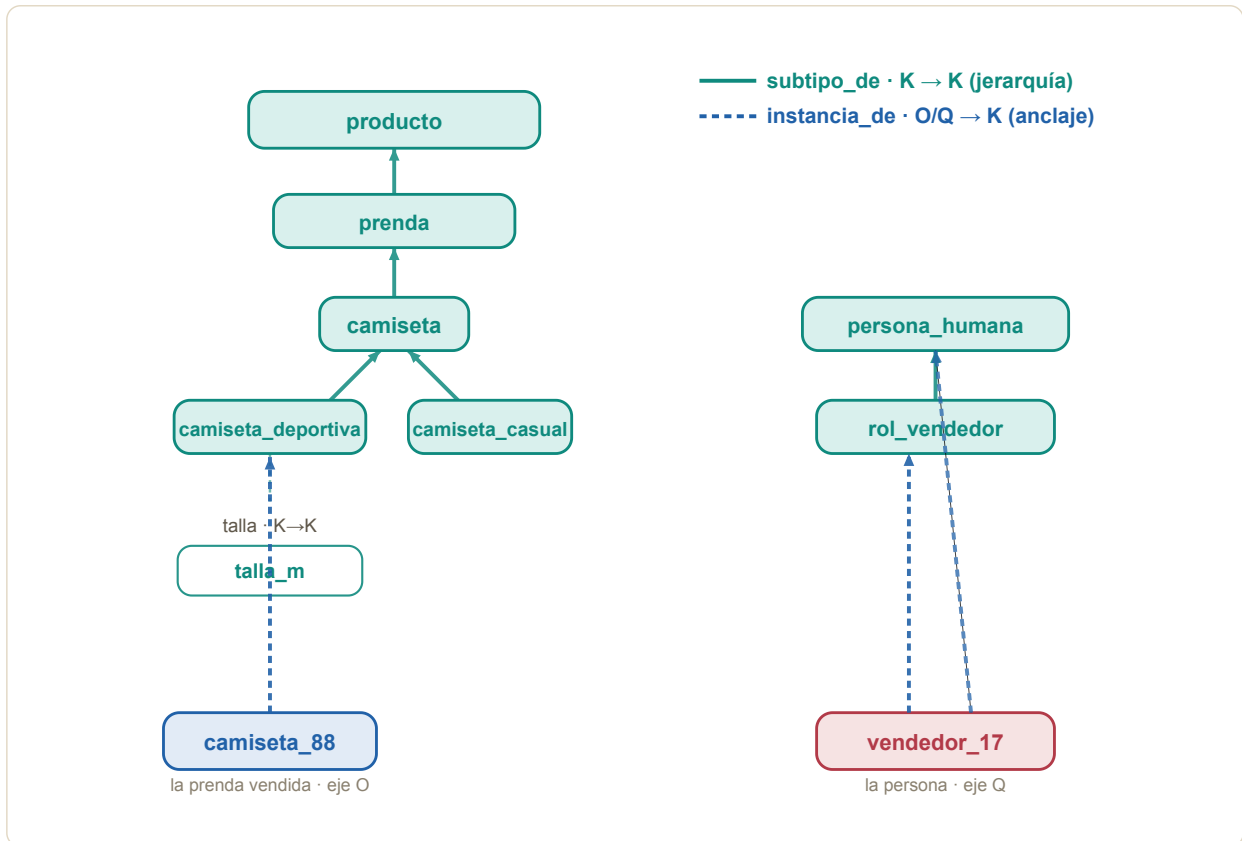 subtipo_de · K → K (jerarquía)
producto
instancia_de · O/Q → K (anclaje)
prenda
camiseta
persona_humana
camiseta_deportiva
camiseta_casual
rol_vendedor
talla · K→K
talla_m
camiseta_88
vendedor_17
la prenda vendida · eje O
la persona · eje Q